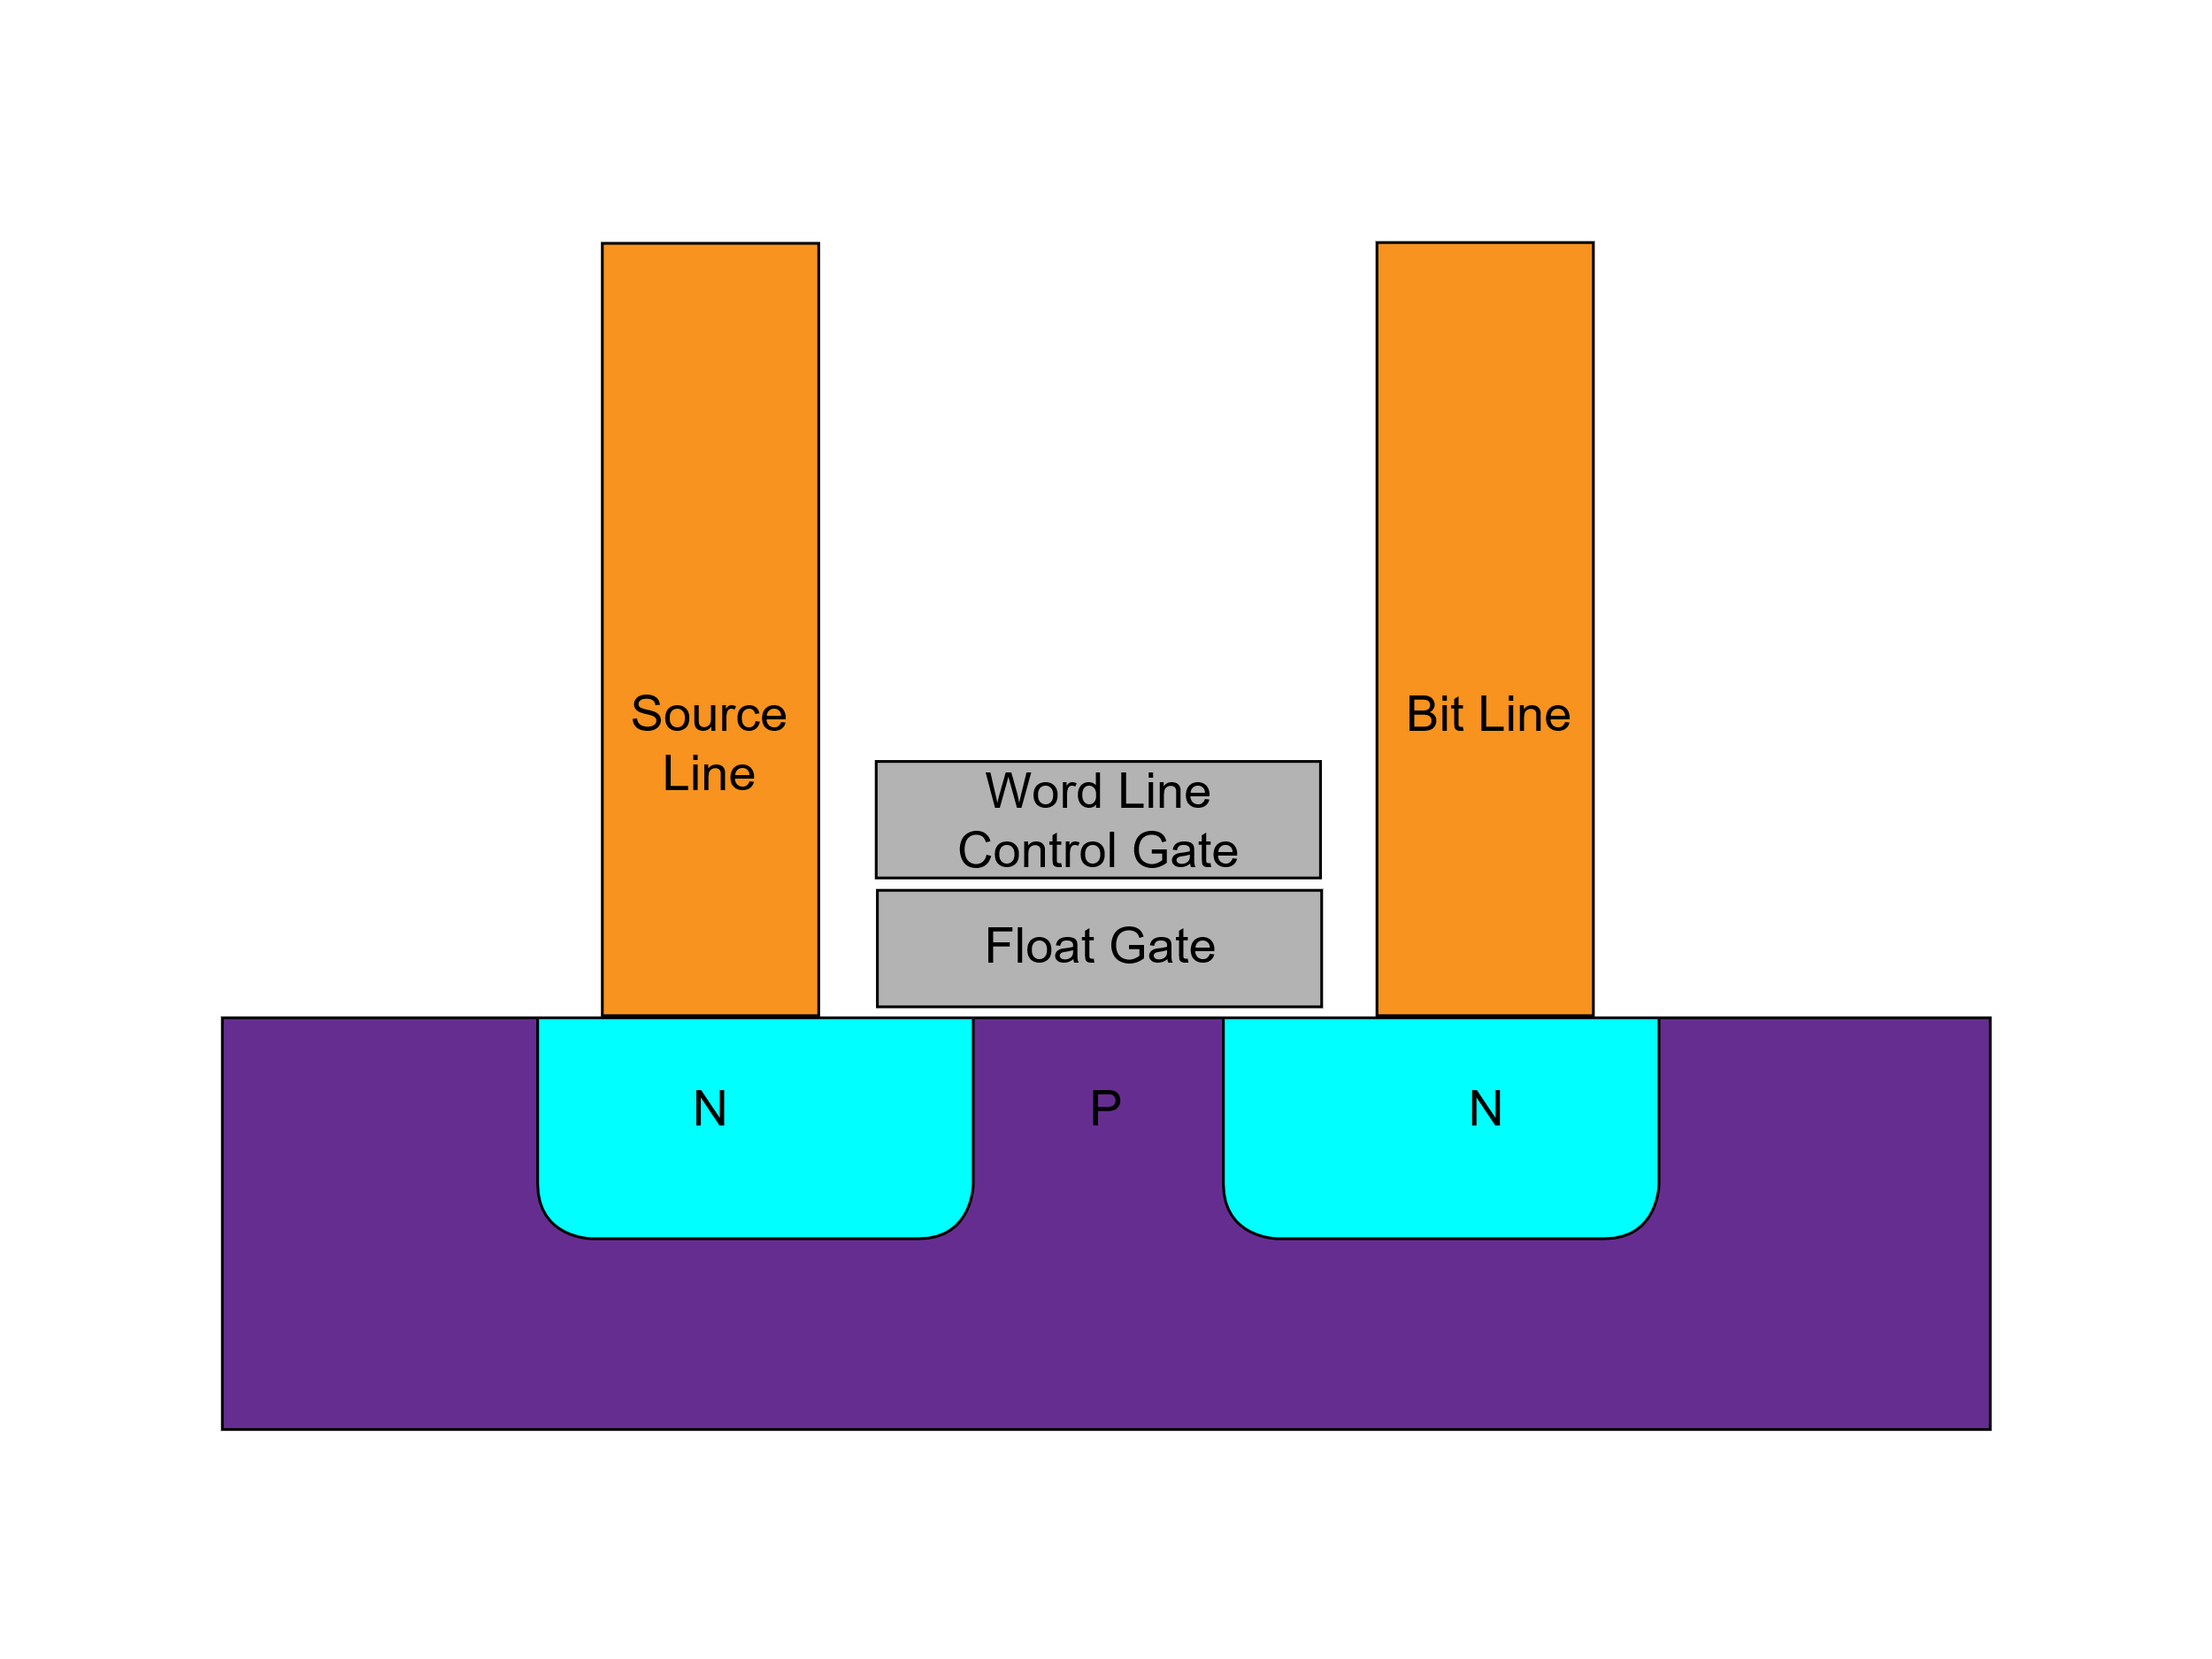 Source
Line
Bit Line
Word Line
Control Gate
Float Gate
N
P
N